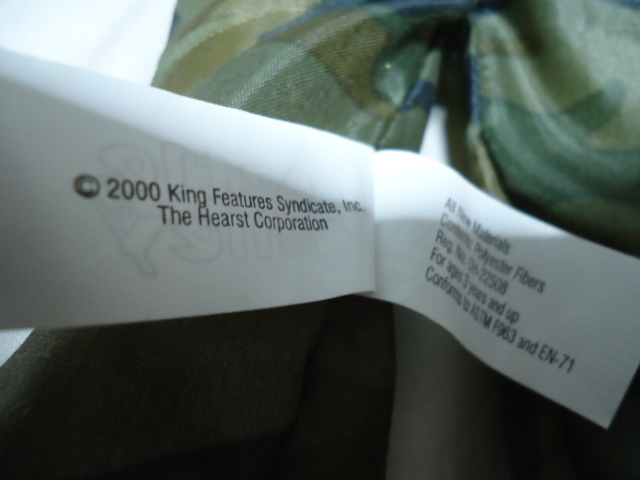 © 2000 King Features Syndicate, Inc.
The Hearst Corporation
All New Materials
Contents: Polyester Fibers
Reg. No. OH-22508
For ages 3 years and up
Conforms to ASTM F963 and EN-71